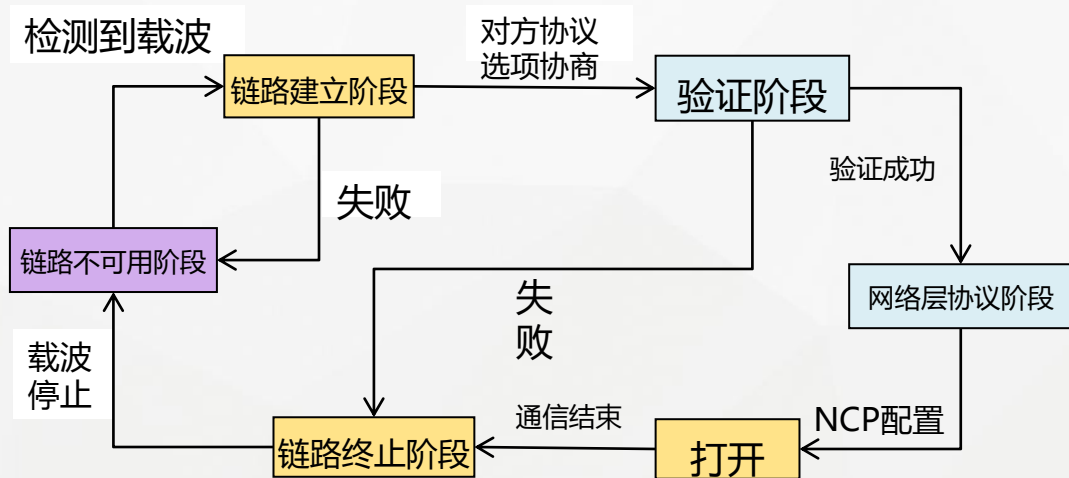 检测到载波
对方协议
选项协商
链路建立阶段
验证阶段
验证成功
失败
链路不可用阶段
网络层协议阶段
失
败
载波
停止
通信结束
NCP配置
链路终止阶段
打开